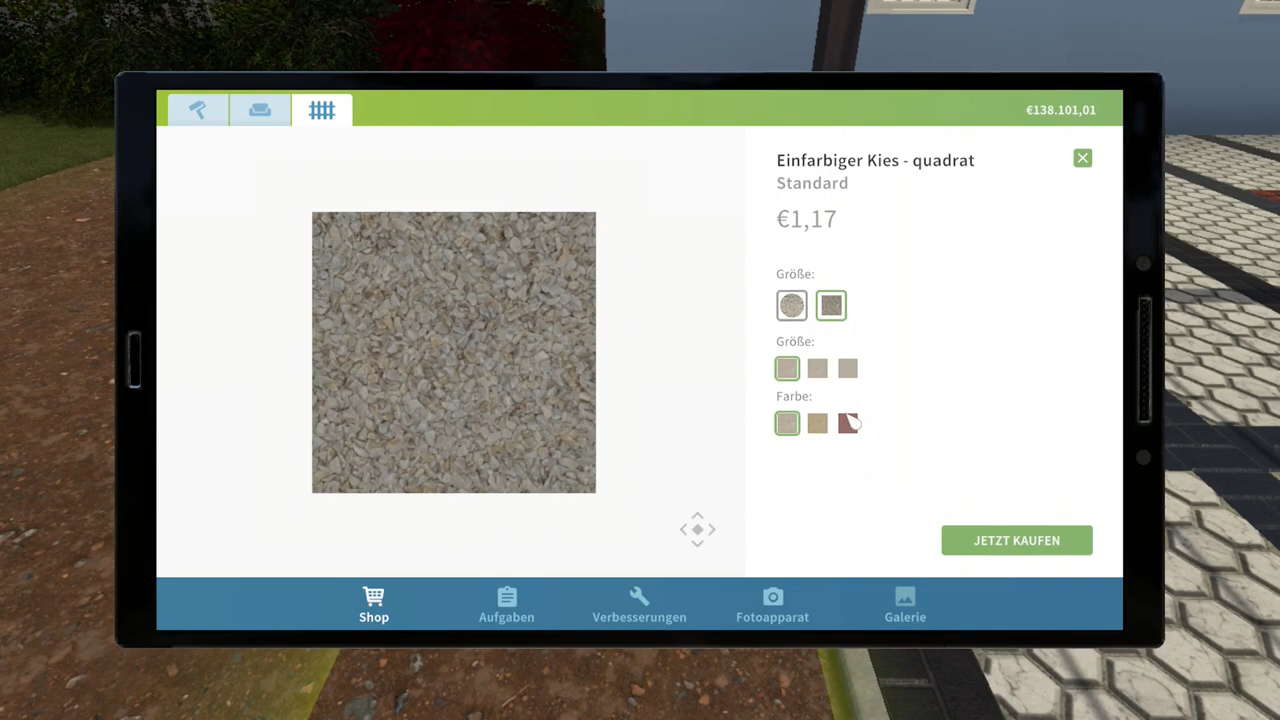 €138.101,01
Einfarbiger Kies - quadrat
Standard
€1,17
Größe:
Größe:
Farbe:
JETZT KAUFEN
Shop
Aufgaben
Verbesserungen
Fotoapparat
Galerie